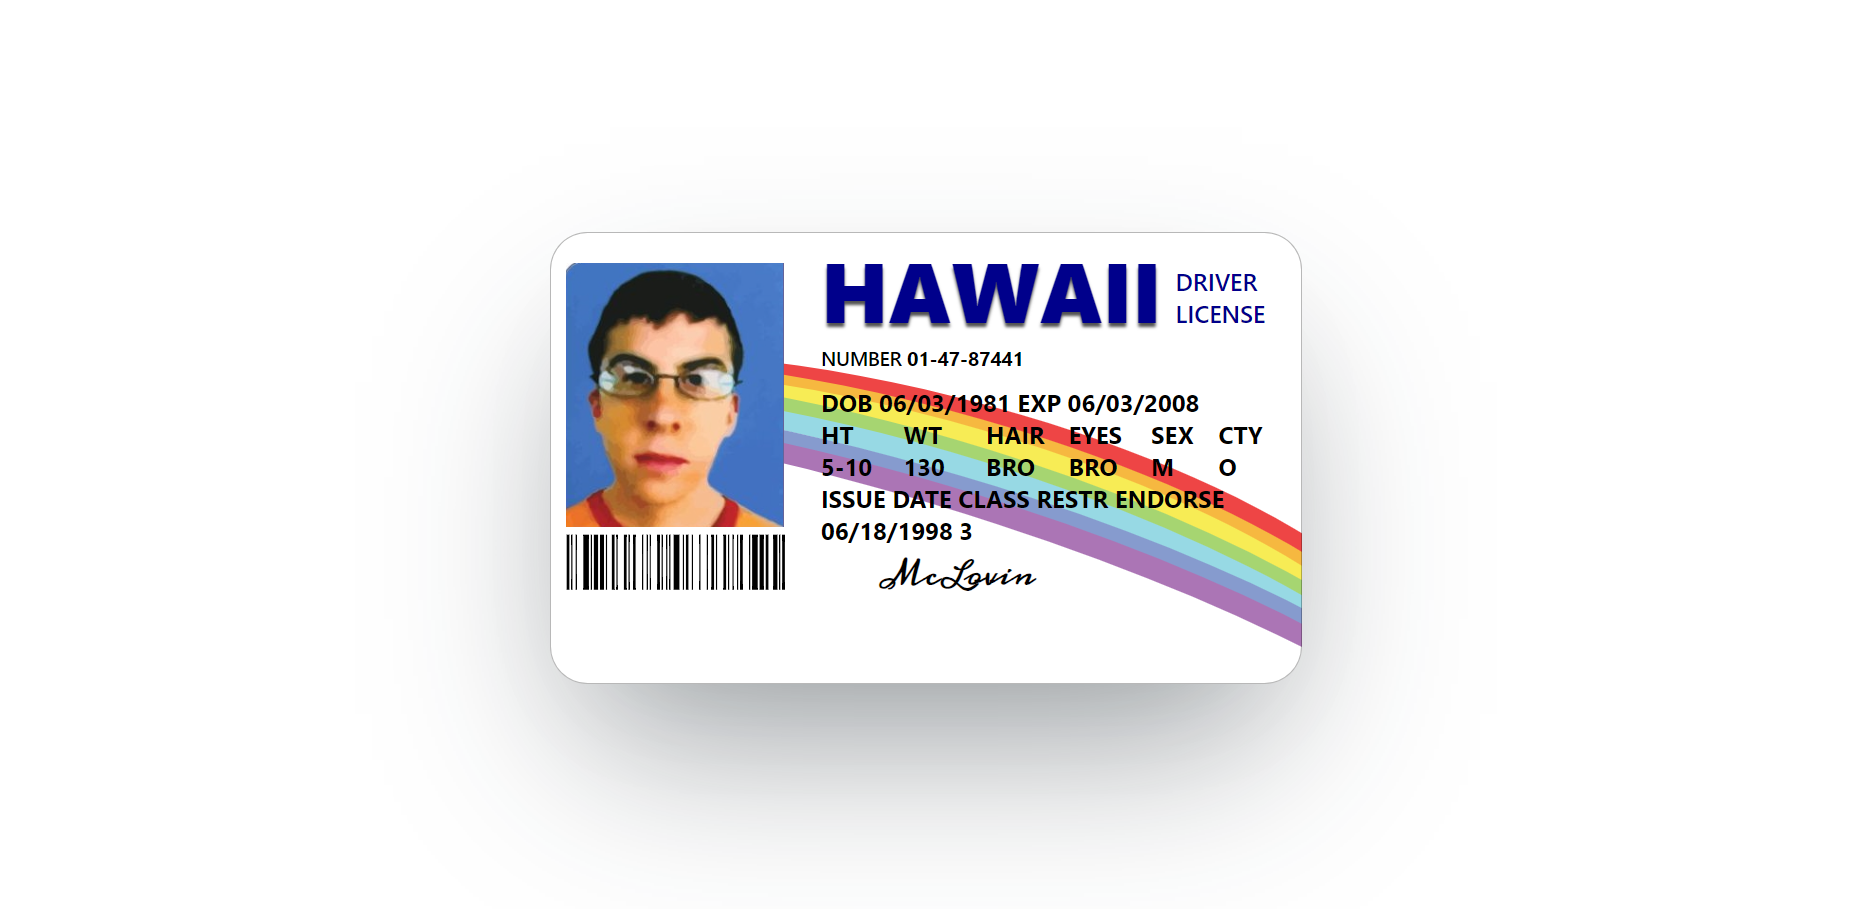 HAWAII
DRIVER
LICENSE
NUMBER 01-47-87441
DOB 06/03/1981 EXP 06/03/2008
HT WT HAIR EYES SEX CTY
5-10 130 BRO BRO M O
ISSUE DATE CLASS RESTR ENDORSE
06/18/1998 3
McLovin